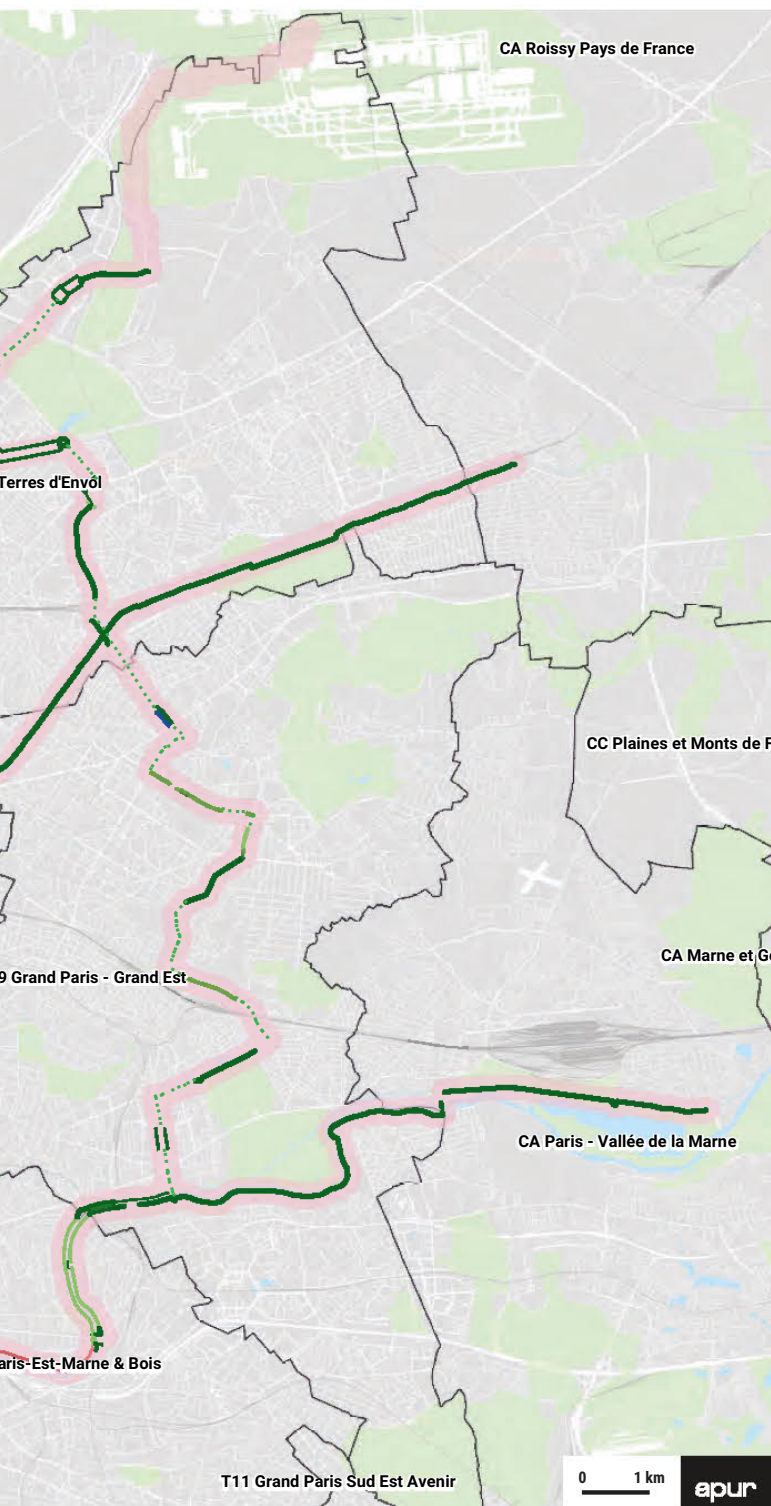 CA Roissy Pays de France
Terres d'Envol
CC Plaines et Monts de F
CA Marne et Go
9 Grand Paris - Grand Est
CA Paris - Vallée de la Marne
aris-Est-Marne & Bois
T11 Grand Paris Sud Est Avenir
0 1 km
apur